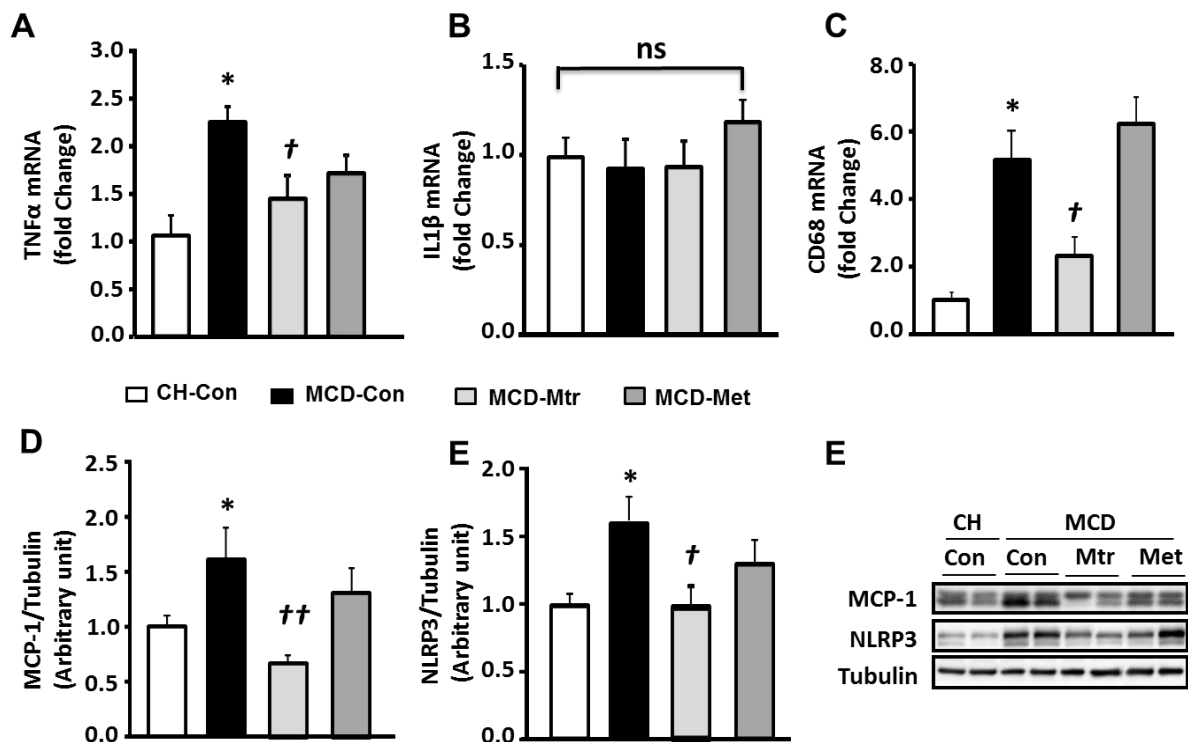 A
TNFα mRNA
(fold Change)
3.0
2.5
2.0
1.5
1.0
0.5
0.0
*
†
B
IL1β mRNA
(fold Change)
1.5
1.0
0.5
0.0
ns
C
CD68 mRNA
(fold Change)
8.0
6.0
4.0
2.0
0.0
*
†
CH-Con MCD-Con MCD-Mtr MCD-Met
D
MCP-1/Tubulin
(Arbitrary unit)
2.5
2.0
1.5
1.0
0.5
0.0
*
††
E
NLRP3/Tubulin
(Arbitrary unit)
2.0
1.5
1.0
0.5
0.0
*
†
E
CH MCD
Con Con Mtr Met
MCP-1
NLRP3
Tubulin